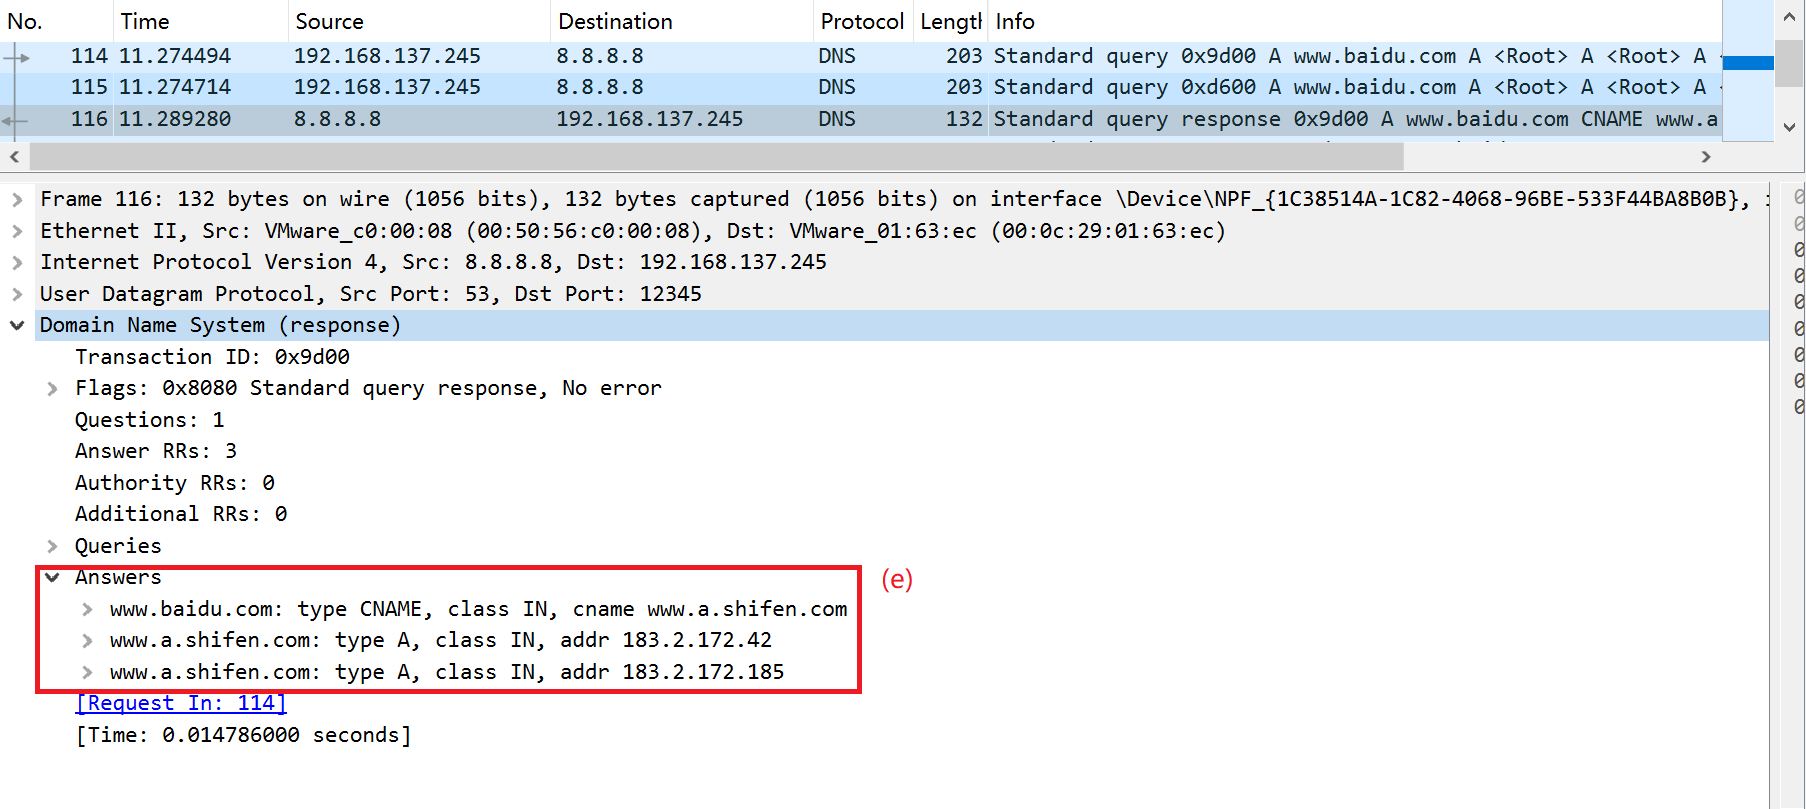 No. Time Source Destination Protocol Length Info
114 11.274494 192.168.137.245 8.8.8.8 DNS 203 Standard query 0x9d00 A www.baidu.com A <Root> A <Root> A
115 11.274714 192.168.137.245 8.8.8.8 DNS 203 Standard query 0xd600 A www.baidu.com A <Root> A <Root> A
116 11.289280 8.8.8.8 192.168.137.245 DNS 132 Standard query response 0x9d00 A www.baidu.com CNAME www.a
Frame 116: 132 bytes on wire (1056 bits), 132 bytes captured (1056 bits) on interface \Device\NPF_{1C38514A-1C82-4068-96BE-533F44BA8B0B},
Ethernet II, Src: VMware_c0:00:08 (00:50:56:c0:00:08), Dst: VMware_01:63:ec (00:0c:29:01:63:ec)
Internet Protocol Version 4, Src: 8.8.8.8, Dst: 192.168.137.245
User Datagram Protocol, Src Port: 53, Dst Port: 12345
Domain Name System (response)
Transaction ID: 0x9d00
Flags: 0x8080 Standard query response, No error
Questions: 1
Answer RRs: 3
Authority RRs: 0
Additional RRs: 0
Queries
Answers
(e)
www.baidu.com: type CNAME, class IN, cname www.a.shifen.com
www.a.shifen.com: type A, class IN, addr 183.2.172.42
www.a.shifen.com: type A, class IN, addr 183.2.172.185
[Request In: 114]
[Time: 0.014786000 seconds]